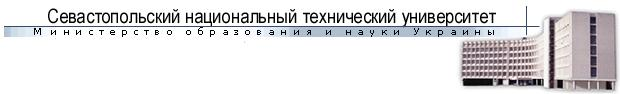 Севастопольский национальный технический университет
Министерство образования и науки Украины